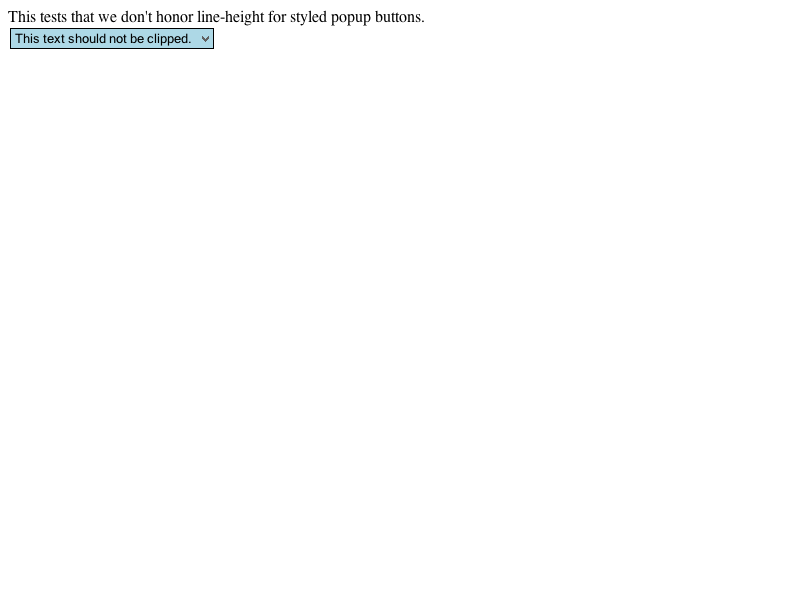 This tests that we don't honor line-height for styled popup buttons.
This text should not be clipped.